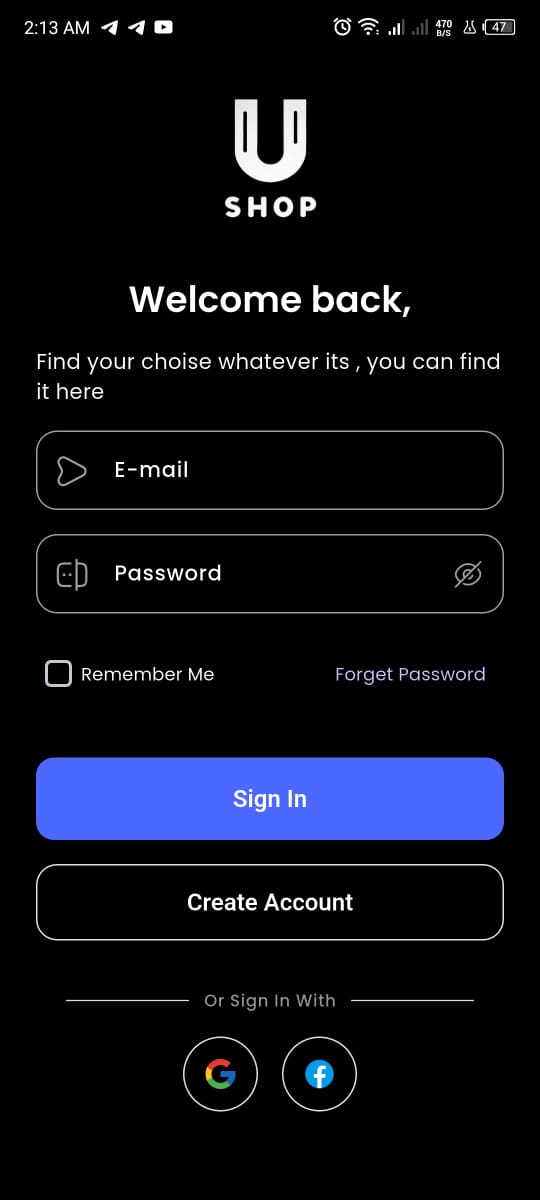 2:13 AM 470 B/S 47
U
SHOP
Welcome back,
Find your choise whatever its , you can find
it here
E-mail
Password
Remember Me Forget Password
Sign In
Create Account
Or Sign In With